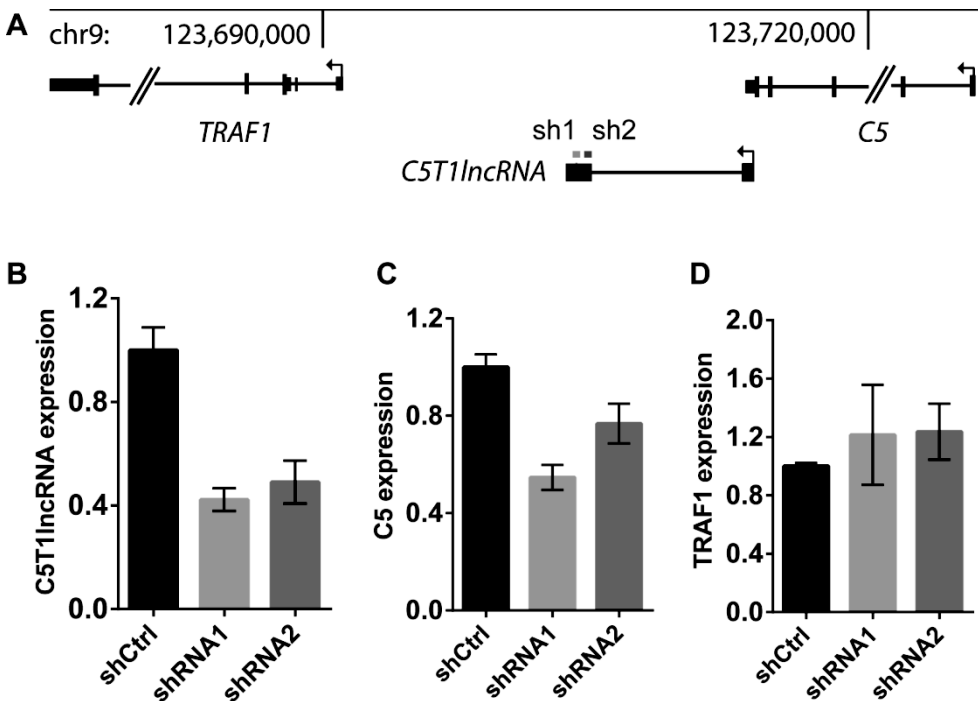 A
chr9: 123,690,000 123,720,000
TRAF1 C5
sh1 sh2
C5T1lncRNA
B
C5T1lncRNA expression
1.2
0.8
0.4
0.0
shCtrl
shRNA1
shRNA2
C
C5 expression
1.2
0.8
0.4
0.0
shCtrl
shRNA1
shRNA2
D
TRAF1 expression
2.0
1.6
1.2
0.8
0.4
0.0
shCtrl
shRNA1
shRNA2